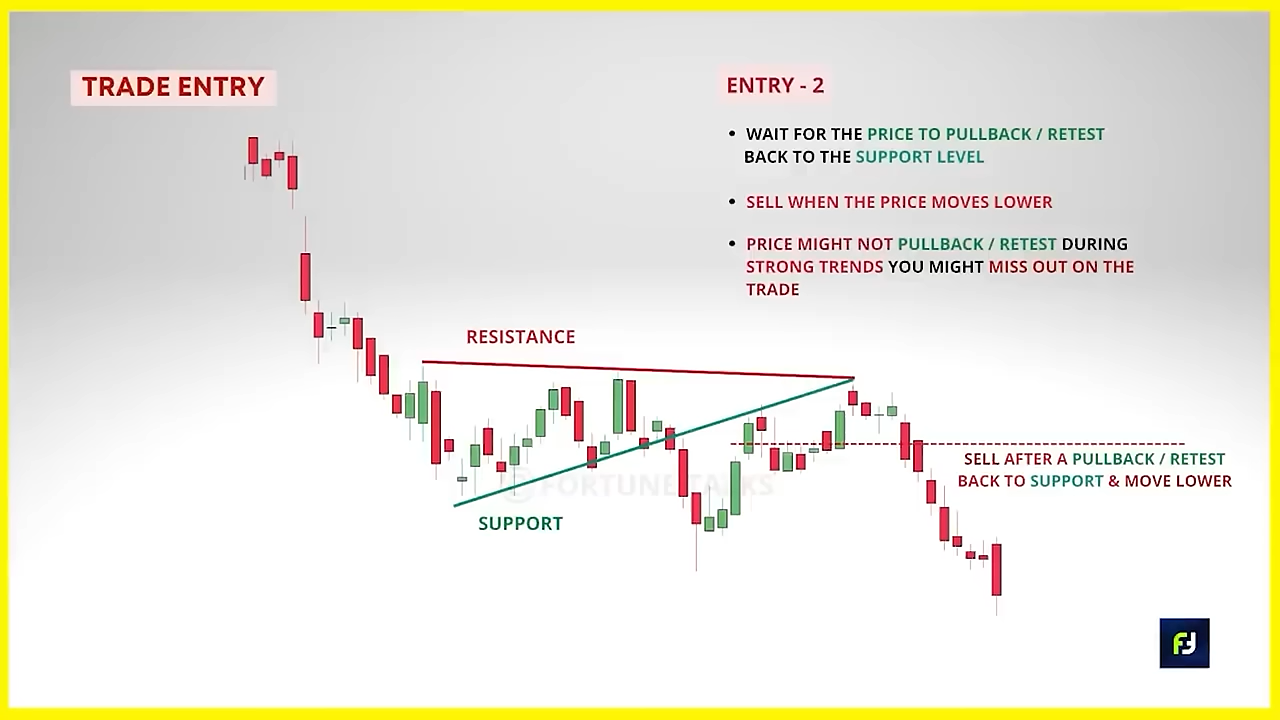 TRADE ENTRY
ENTRY - 2
• WAIT FOR THE PRICE TO PULLBACK / RETEST
BACK TO THE SUPPORT LEVEL
• SELL WHEN THE PRICE MOVES LOWER
• PRICE MIGHT NOT PULLBACK / RETEST DURING
STRONG TRENDS YOU MIGHT MISS OUT ON THE
TRADE
RESISTANCE
SELL AFTER A PULLBACK / RETEST
BACK TO SUPPORT & MOVE LOWER
FORTUNE TALKS
SUPPORT